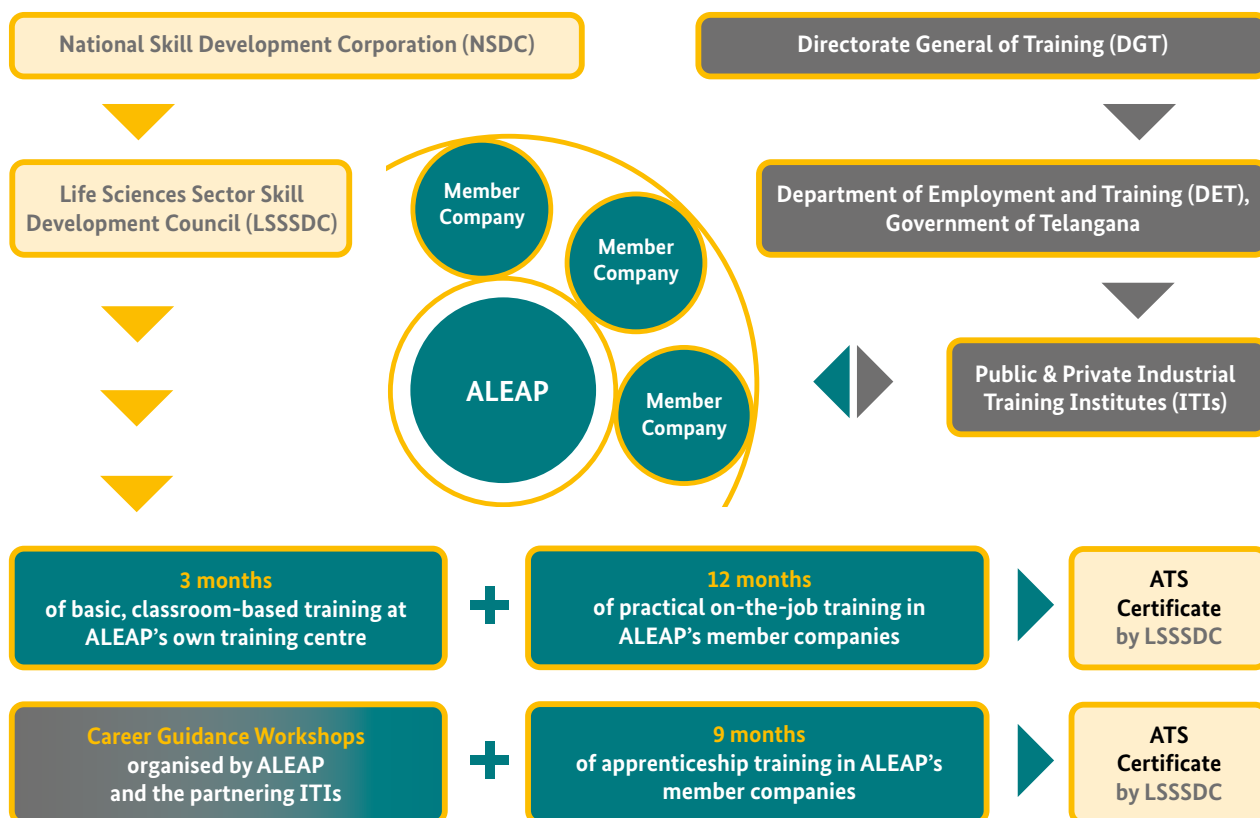 National Skill Development Corporation (NSDC)
Directorate General of Training (DGT)
Life Sciences Sector Skill
Development Council (LSSSDC)
Member
Company
Member
Company
Member
Company
ALEAP
Department of Employment and Training (DET),
Government of Telangana
Public & Private Industrial
Training Institutes (ITIs)
3 months
of basic, classroom-based training at
ALEAP's own training centre
+
12 months
of practical on-the-job training in
ALEAP's member companies
ATS
Certificate
by LSSSDC
Career Guidance Workshops
organised by ALEAP
and the partnering ITIs
+
9 months
of apprenticeship training in ALEAP's
member companies
ATS
Certificate
by LSSSDC